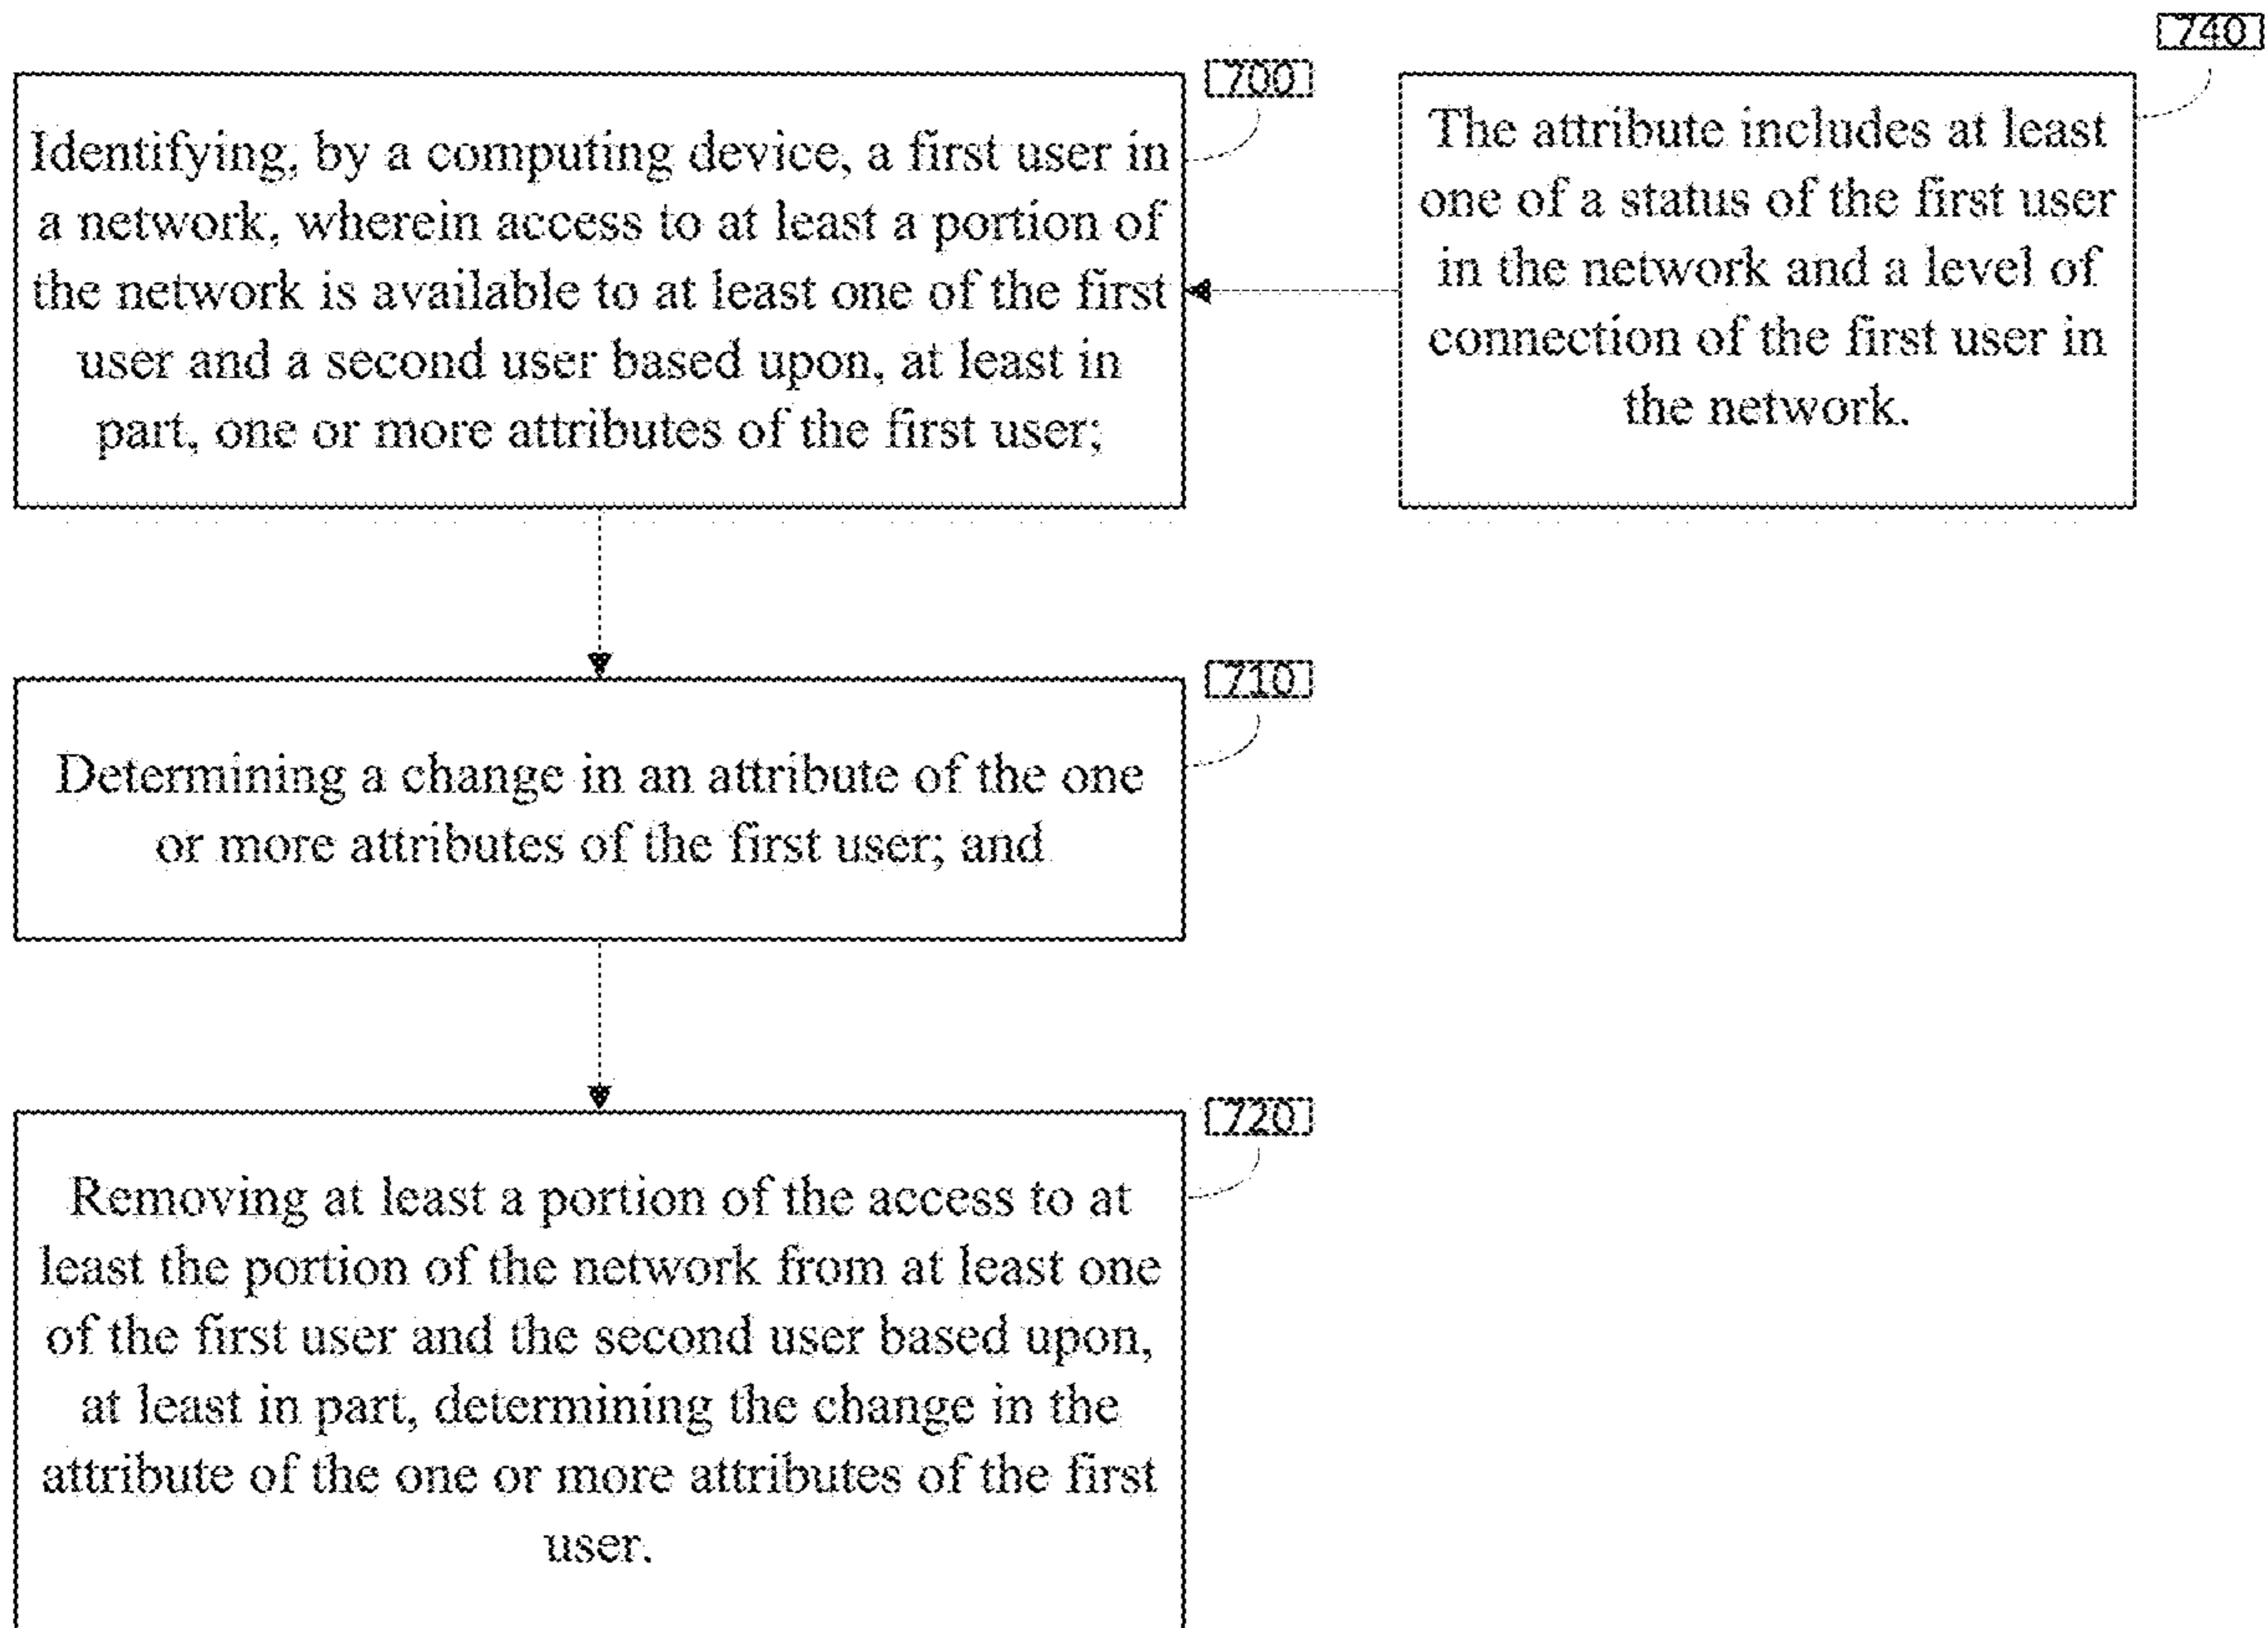 700
Identifying, by a computing device, a first user in
a network, wherein access to at least a portion of
the network is available to at least one of the first
user and a second user based upon, at least in
part, one or more attributes of the first user;
740
The attribute includes at least
one of a status of the first user
in the network and a level of
connection of the first user in
the network.
710
Determining a change in an attribute of the one
or more attributes of the first user; and
720
Removing at least a portion of the access to at
least the portion of the network from at least one
of the first user and the second user based upon,
at least in part, determining the change in the
attribute of the one or more attributes of the first
user.